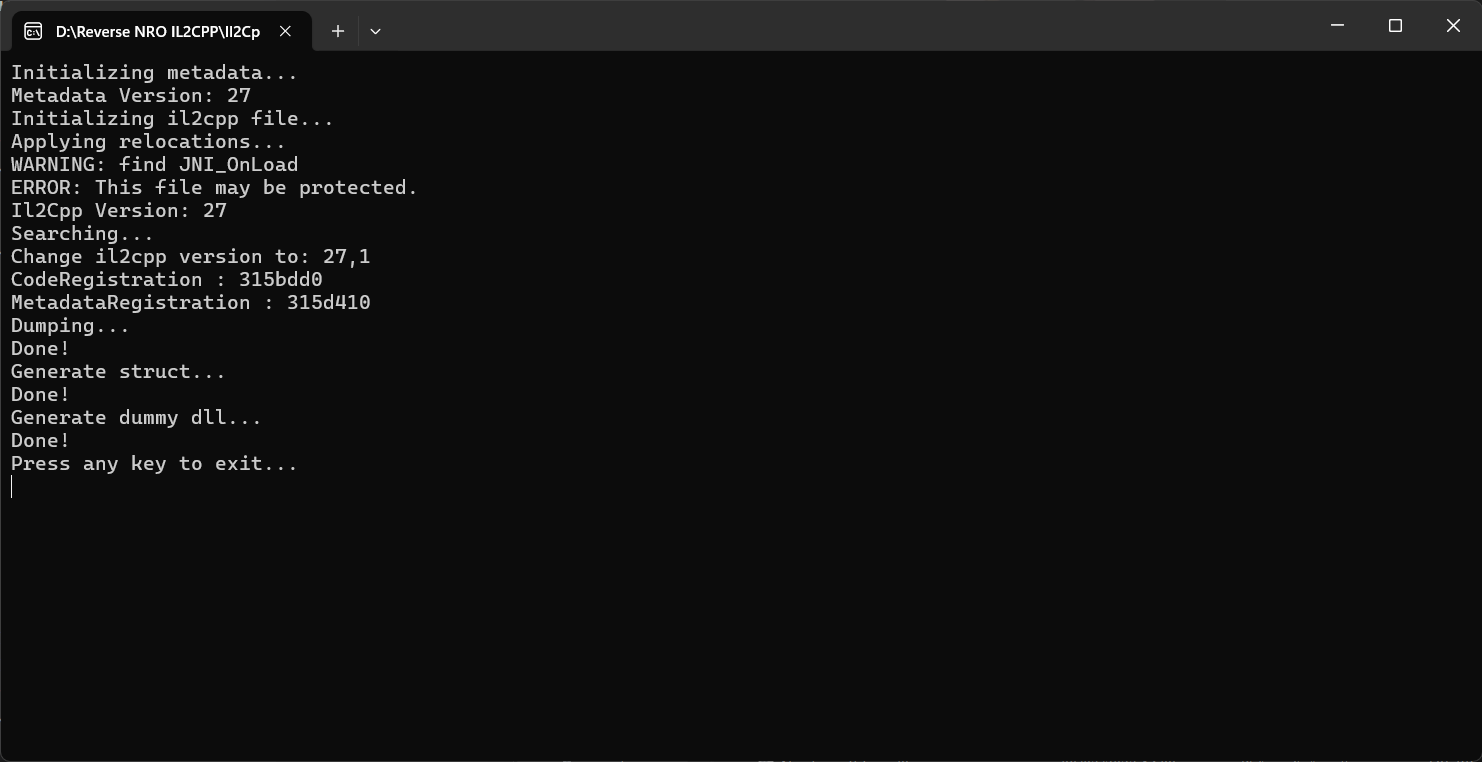 D:\Reverse NRO IL2CPP\Il2Cp
Initializing metadata...
Metadata Version: 27
Initializing il2cpp file...
Applying relocations...
WARNING: find JNI_OnLoad
ERROR: This file may be protected.
Il2Cpp Version: 27
Searching...
Change il2cpp version to: 27,1
CodeRegistration : 315bdd0
MetadataRegistration : 315d410
Dumping...
Done!
Generate struct...
Done!
Generate dummy dll...
Done!
Press any key to exit...